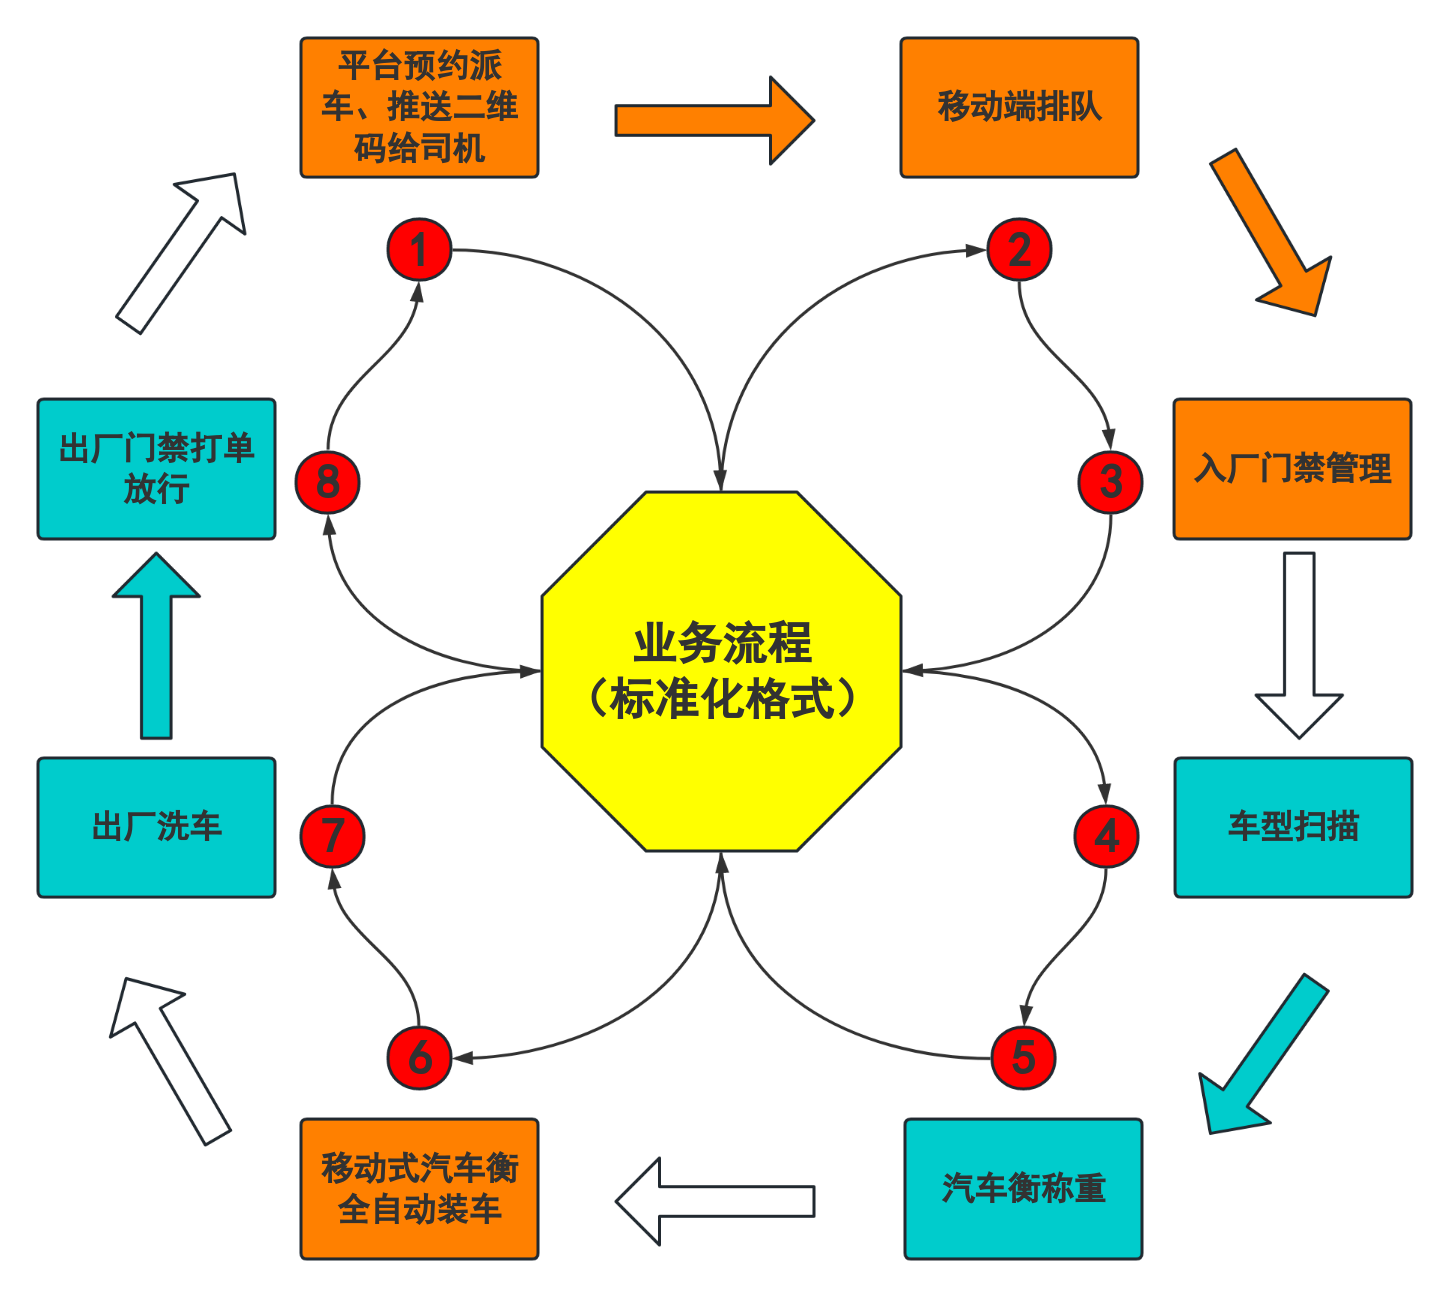 平台预约派
车、推送二维
码给司机
移动端排队
1
2
出厂门禁打单
放行
8
3
入厂门禁管理
业务流程
（标准化格式）
出厂洗车
7
4
车型扫描
6
5
移动式汽车衡
全自动装车
汽车衡称重